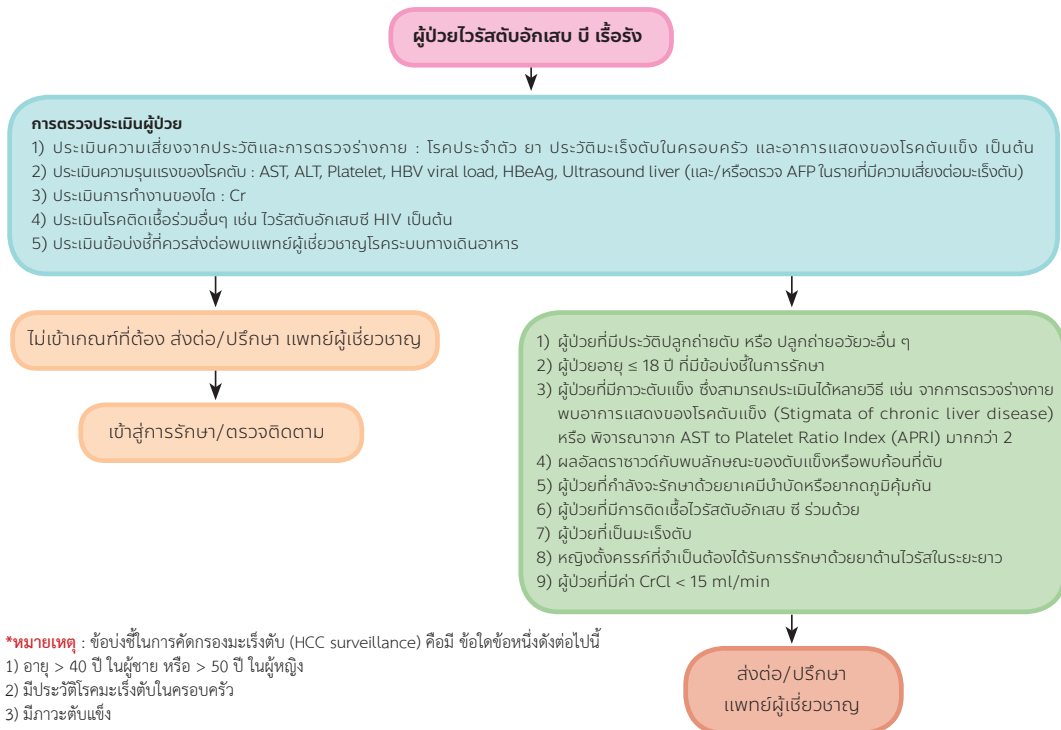 ผู้ป่วยไวรัสตับอักเสบ บี เรื้อรัง
การตรวจประเมินผู้ป่วย
1) ประเมินความเสี่ยงจากประวัติและการตรวจร่างกาย : โรคประจำตัว ยา ประวัติมะเร็งตับในครอบครัว และอาการแสดงของโรคตับแข็ง เป็นต้น
2) ประเมินความรุนแรงของโรคตับ : AST, ALT, Platelet, HBV viral load, HBeAg, Ultrasound liver (และ/หรือตรวจ AFP ในรายที่มีความเสี่ยงต่อมะเร็งตับ)
3) ประเมินการทำงานของไต : Cr
4) ประเมินโรคติดเชื้อร่วมอื่นๆ เช่น ไวรัสตับอักเสบซี HIV เป็นต้น
5) ประเมินข้อบ่งชี้ที่ควรส่งต่อพบแพทย์ผู้เชี่ยวชาญโรคระบบทางเดินอาหาร
ไม่เข้าเกณฑ์ที่ต้อง ส่งต่อ/ปรึกษา แพทย์ผู้เชี่ยวชาญ
เข้าสู่การรักษา/ตรวจติดตาม
1) ผู้ป่วยที่มีประวัติปลูกถ่ายตับ หรือ ปลูกถ่ายอวัยวะอื่น ๆ
2) ผู้ป่วยอายุ ≤ 18 ปี ที่มีข้อบ่งชี้ในการรักษา
3) ผู้ป่วยที่มีภาวะตับแข็ง ซึ่งสามารถประเมินได้หลายวิธี เช่น จากการตรวจร่างกาย
พบอาการแสดงของโรคตับแข็ง (Stigmata of chronic liver disease)
หรือ พิจารณาจาก AST to Platelet Ratio Index (APRI) มากกว่า 2
4) ผลอัลตราซาวด์กับพบลักษณะของตับแข็งหรือพบก้อนที่ตับ
5) ผู้ป่วยที่กำลังจะรักษาด้วยยาเคมีบำบัดหรือยากดภูมิคุ้มกัน
6) ผู้ป่วยที่มีการติดเชื้อไวรัสตับอักเสบ ซี ร่วมด้วย
7) ผู้ป่วยที่เป็นมะเร็งตับ
8) หญิงตั้งครรภ์ที่จำเป็นต้องได้รับการรักษาด้วยยาต้านไวรัสในระยะยาว
9) ผู้ป่วยที่มีค่า CrCl < 15 ml/min
ส่งต่อ/ปรึกษา
แพทย์ผู้เชี่ยวชาญ
*หมายเหตุ : ข้อบ่งชี้ในการคัดกรองมะเร็งตับ (HCC surveillance) คือมี ข้อใดข้อหนึ่งดังต่อไปนี้
1) อายุ > 40 ปี ในผู้ชาย หรือ > 50 ปี ในผู้หญิง
2) มีประวัติโรคมะเร็งตับในครอบครัว
3) มีภาวะตับแข็ง